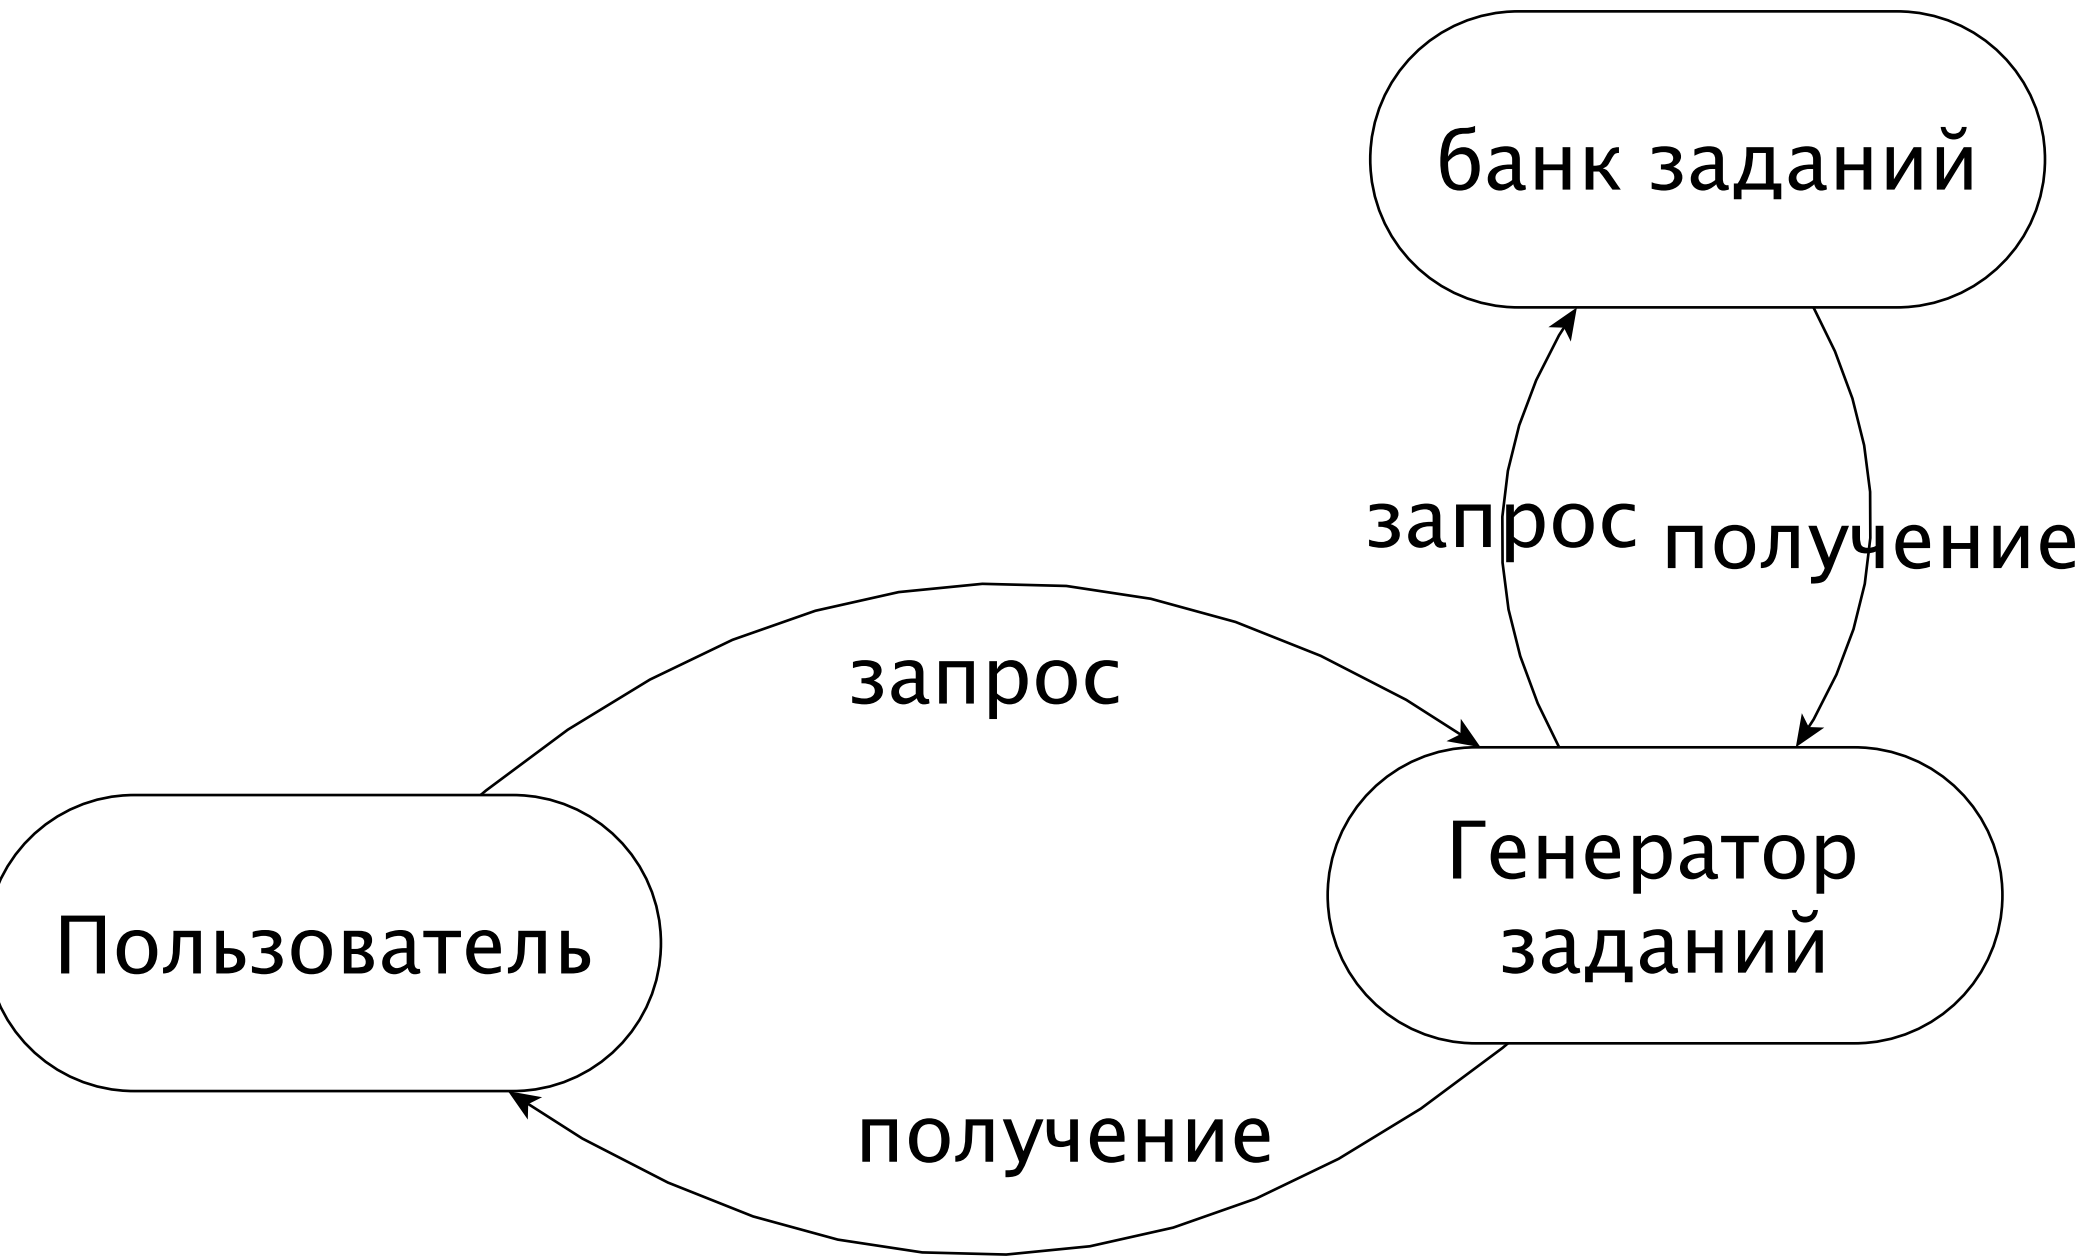 банк заданий
запрос
получение
запрос
Генератор
заданий
Пользователь
получение